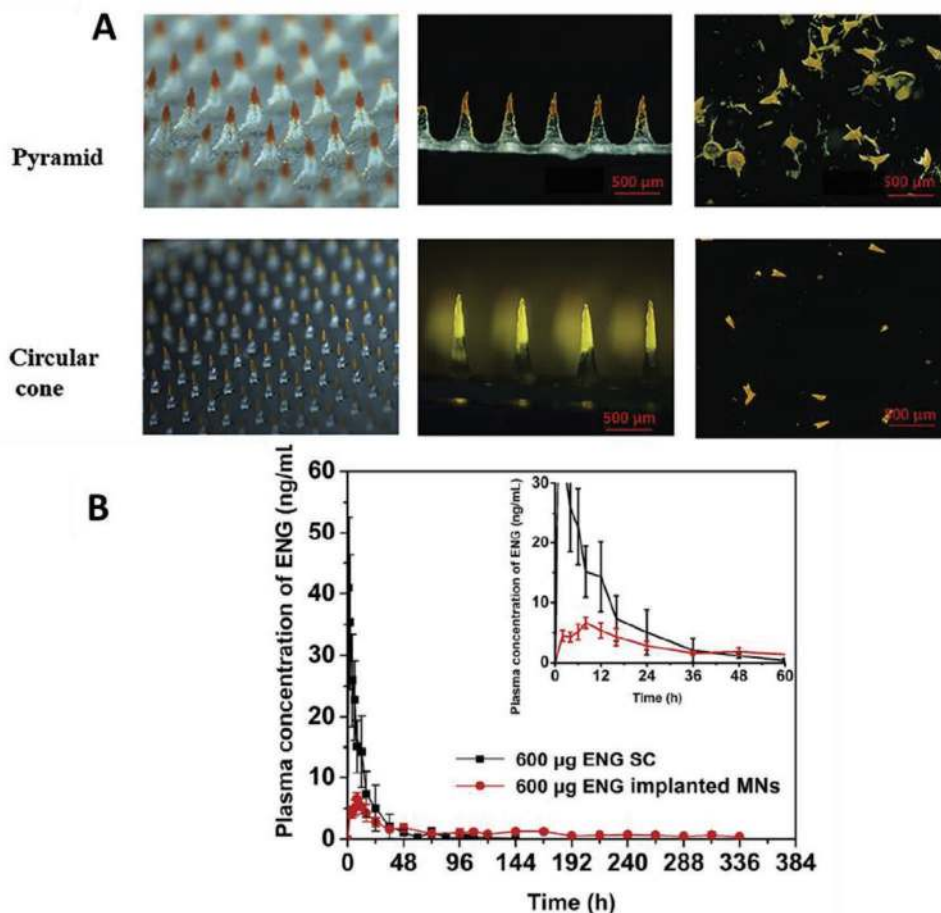 A
Pyramid
500 µm
500 µm
Circular
cone
500 µm
500 µm
B
Plasma concentration of ENG (ng/mL)
60
50
40
30
20
10
0
0 48 96 144 192 240 288 336 384
Time (h)
Plasma concentration of ENG (ng/mL)
30
20
10
0
0 12 24 36 48 60
Time (h)
600 µg ENG SC
600 µg ENG implanted MNs